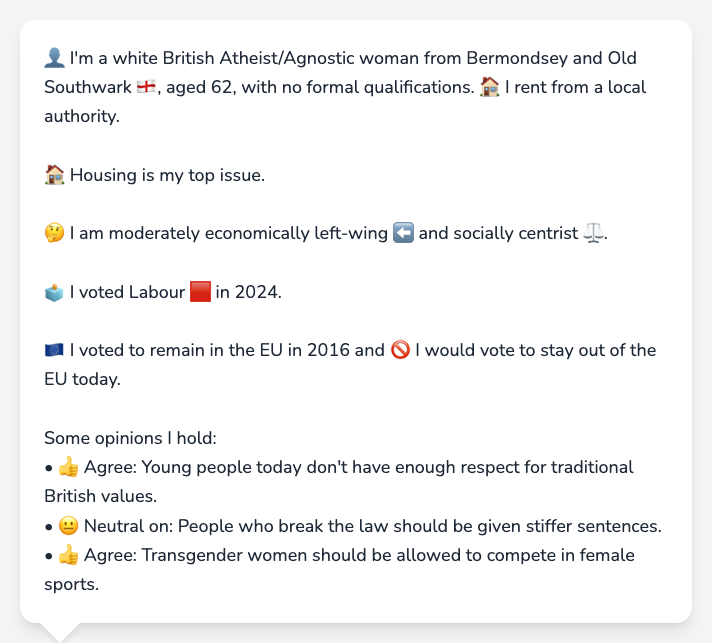 👤 I'm a white British Atheist/Agnostic woman from Bermondsey and Old
Southwark 🏴󠁧󠁢󠁥󠁮󠁧󠁿, aged 62, with no formal qualifications. 🏠 I rent from a local
authority.
🏠 Housing is my top issue.
🤔 I am moderately economically left-wing ⬅️ and socially centrist ⚖️.
🗳️ I voted Labour 🟥 in 2024.
🇪🇺 I voted to remain in the EU in 2016 and 🚫 I would vote to stay out of the
EU today.
Some opinions I hold:
• 👍 Agree: Young people today don't have enough respect for traditional
British values.
• 😐 Neutral on: People who break the law should be given stiffer sentences.
• 👍 Agree: Transgender women should be allowed to compete in female
sports.